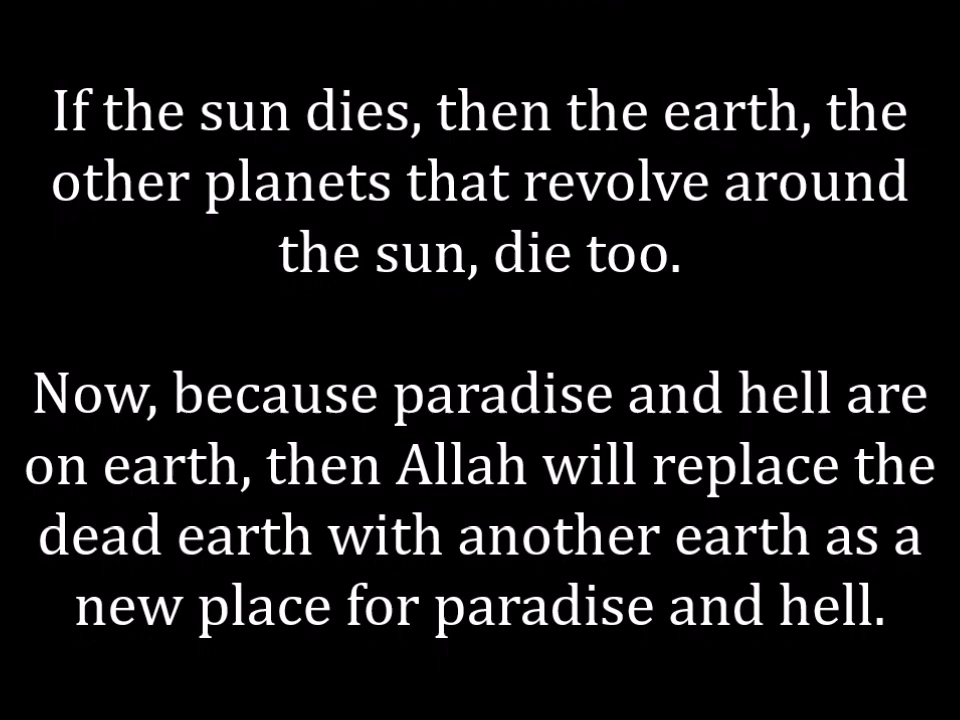 If the sun dies, then the earth, the
other planets that revolve around
the sun, die too.
Now, because paradise and hell are
on earth, then Allah will replace the
dead earth with another earth as a
new place for paradise and hell.